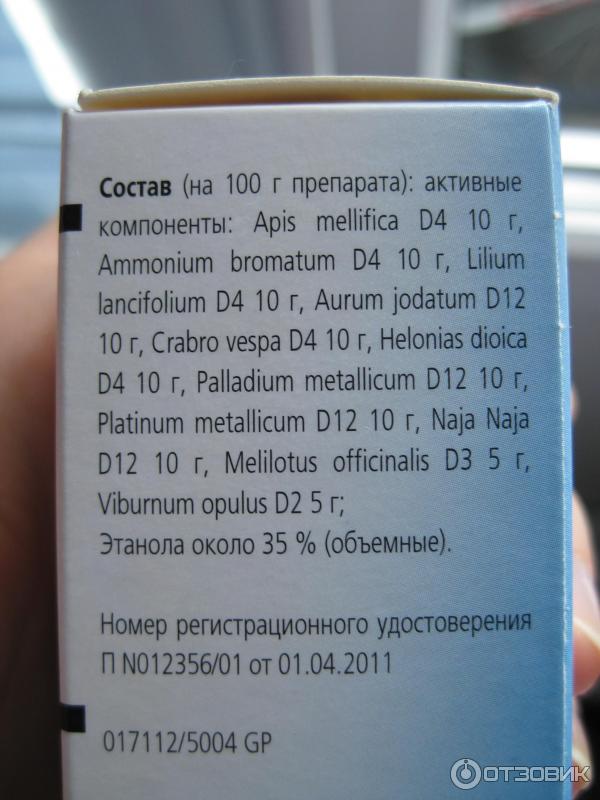 Состав (на 100 г препарата): активные
компоненты: Apis mellifica D4 10 г,
Ammonium bromatum D4 10 г, Lilium
lancifolium D4 10 г, Aurum jodatum D12
10 г, Crabro vespa D4 10 г, Helonias dioica
D4 10 г, Palladium metallicum D12 10 г,
Platinum metallicum D12 10 г, Naja Naja
D12 10 г, Melilotus officinalis D3 5 г,
Viburnum opulus D2 5 г;
Этанола около 35 % (объемные).
Номер регистрационного удостоверения
П N012356/01 от 01.04.2011
017112/5004 GP
ОТЗОВИК